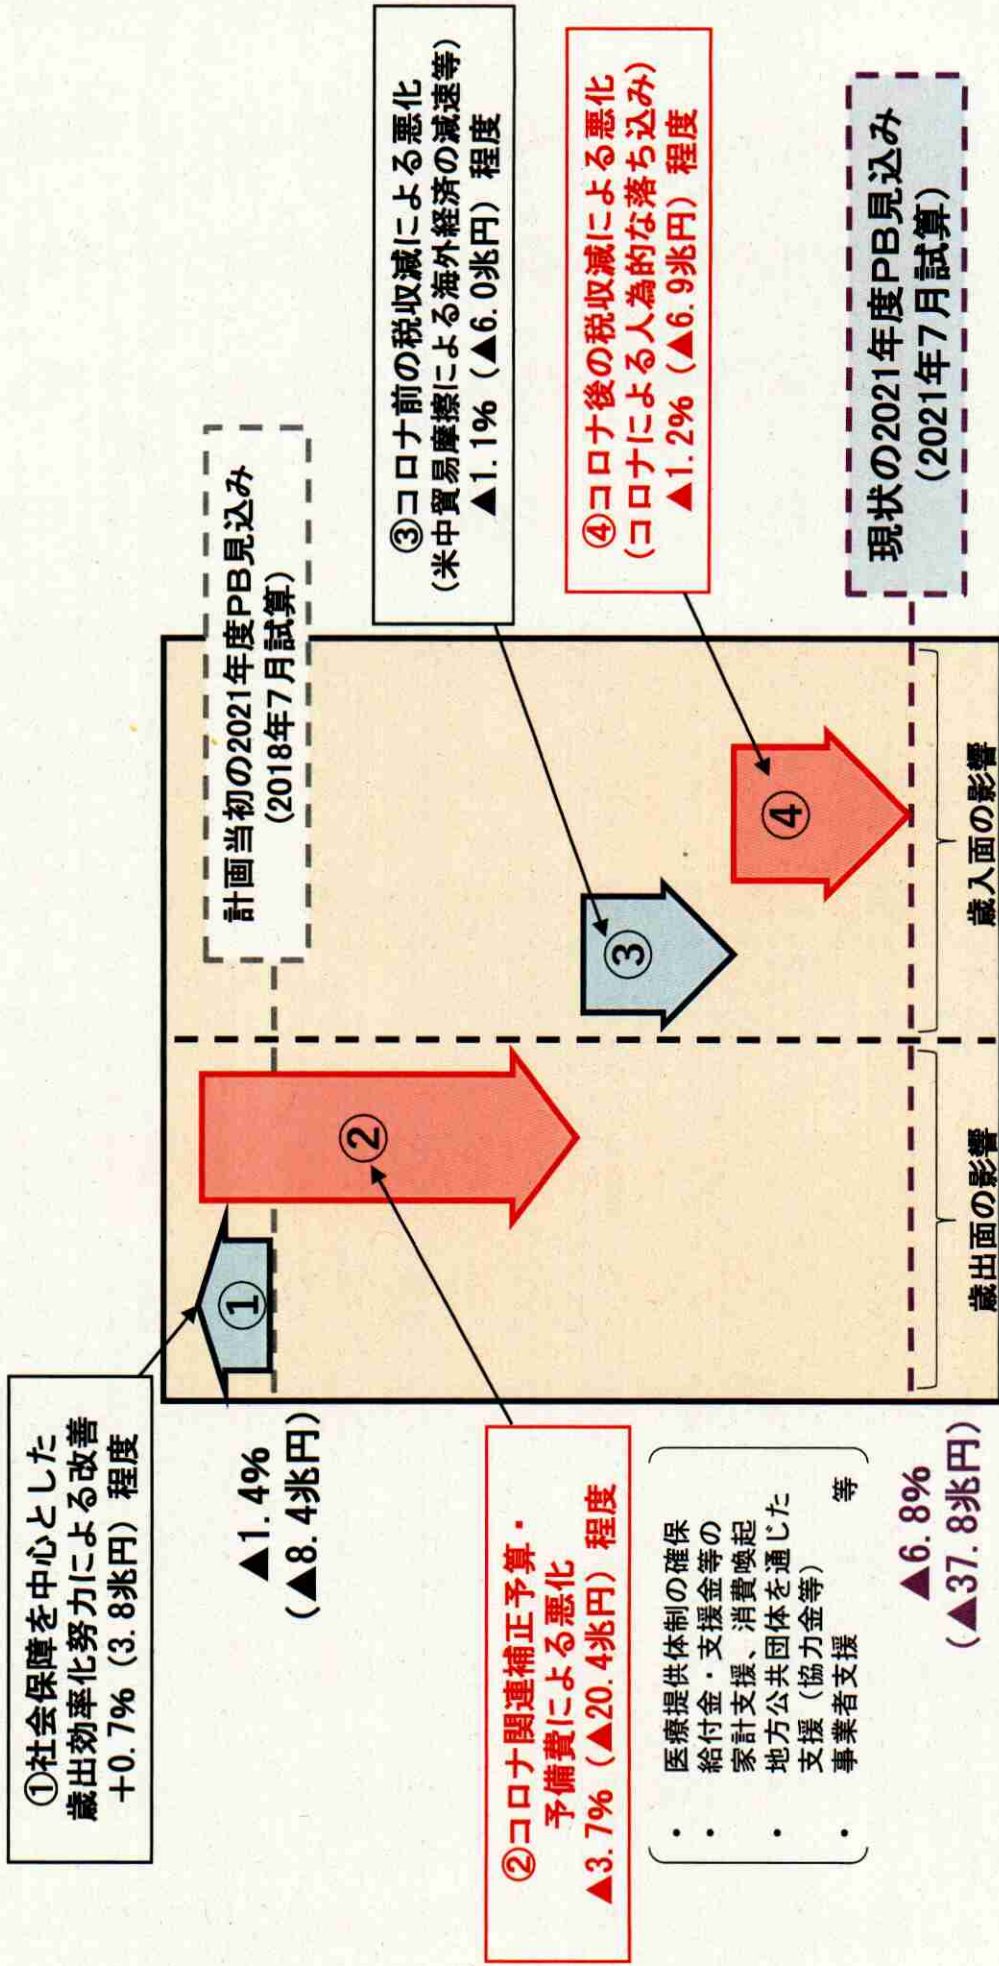 ①社会保障を中心とした
歳出効率化努力による改善
+0.7%（3.8兆円）程度
▲1.4%
（▲8.4兆円）
②コロナ関連補正予算・
予備費による悪化
▲3.7%（▲20.4兆円）程度
・ 医療提供体制の確保
・ 給付金・支援金等の
家計支援、消費喚起
・ 地方公共団体を通じた
支援（協力金等）
・ 事業者支援 等
▲6.8%
（▲37.8兆円）
①
②
③
④
歳出面の影響
歳入面の影響
計画当初の2021年度PB見込み
（2018年7月試算）
③コロナ前の税収減による悪化
（米中貿易摩擦による海外経済の減速等）
▲1.1%（▲6.0兆円）程度
④コロナ後の税収減による悪化
（コロナによる人為的な落ち込み）
▲1.2%（▲6.9兆円）程度
現状の2021年度PB見込み
（2021年7月試算）